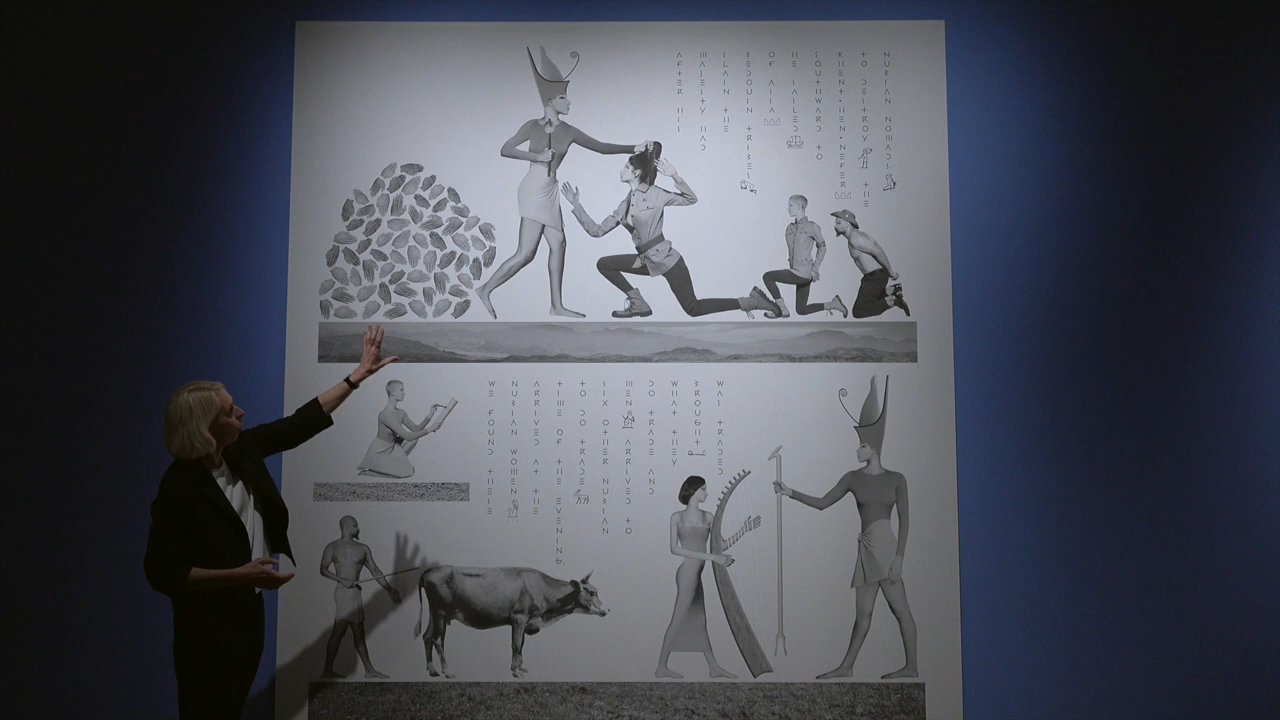 AFTER HIS
MAJESTY HAD
SLAIN THE
BEDOUIN TRIBES
OF ASIA
HE SAILED
SOUTHWARD TO
KHENT•HEN•NEFER
TO DESTROY THE
NUBIAN NOMADS
WE FOUND THESE
NUBIAN WOMEN
ARRIVED AT THE
TIME OF THE EVENING,
TO DO TRADE
SIX OTHER NUBIAN
MEN ARRIVED TO
DO TRADE AND
WHAT THEY
BROUGHT
WAS TRADED.